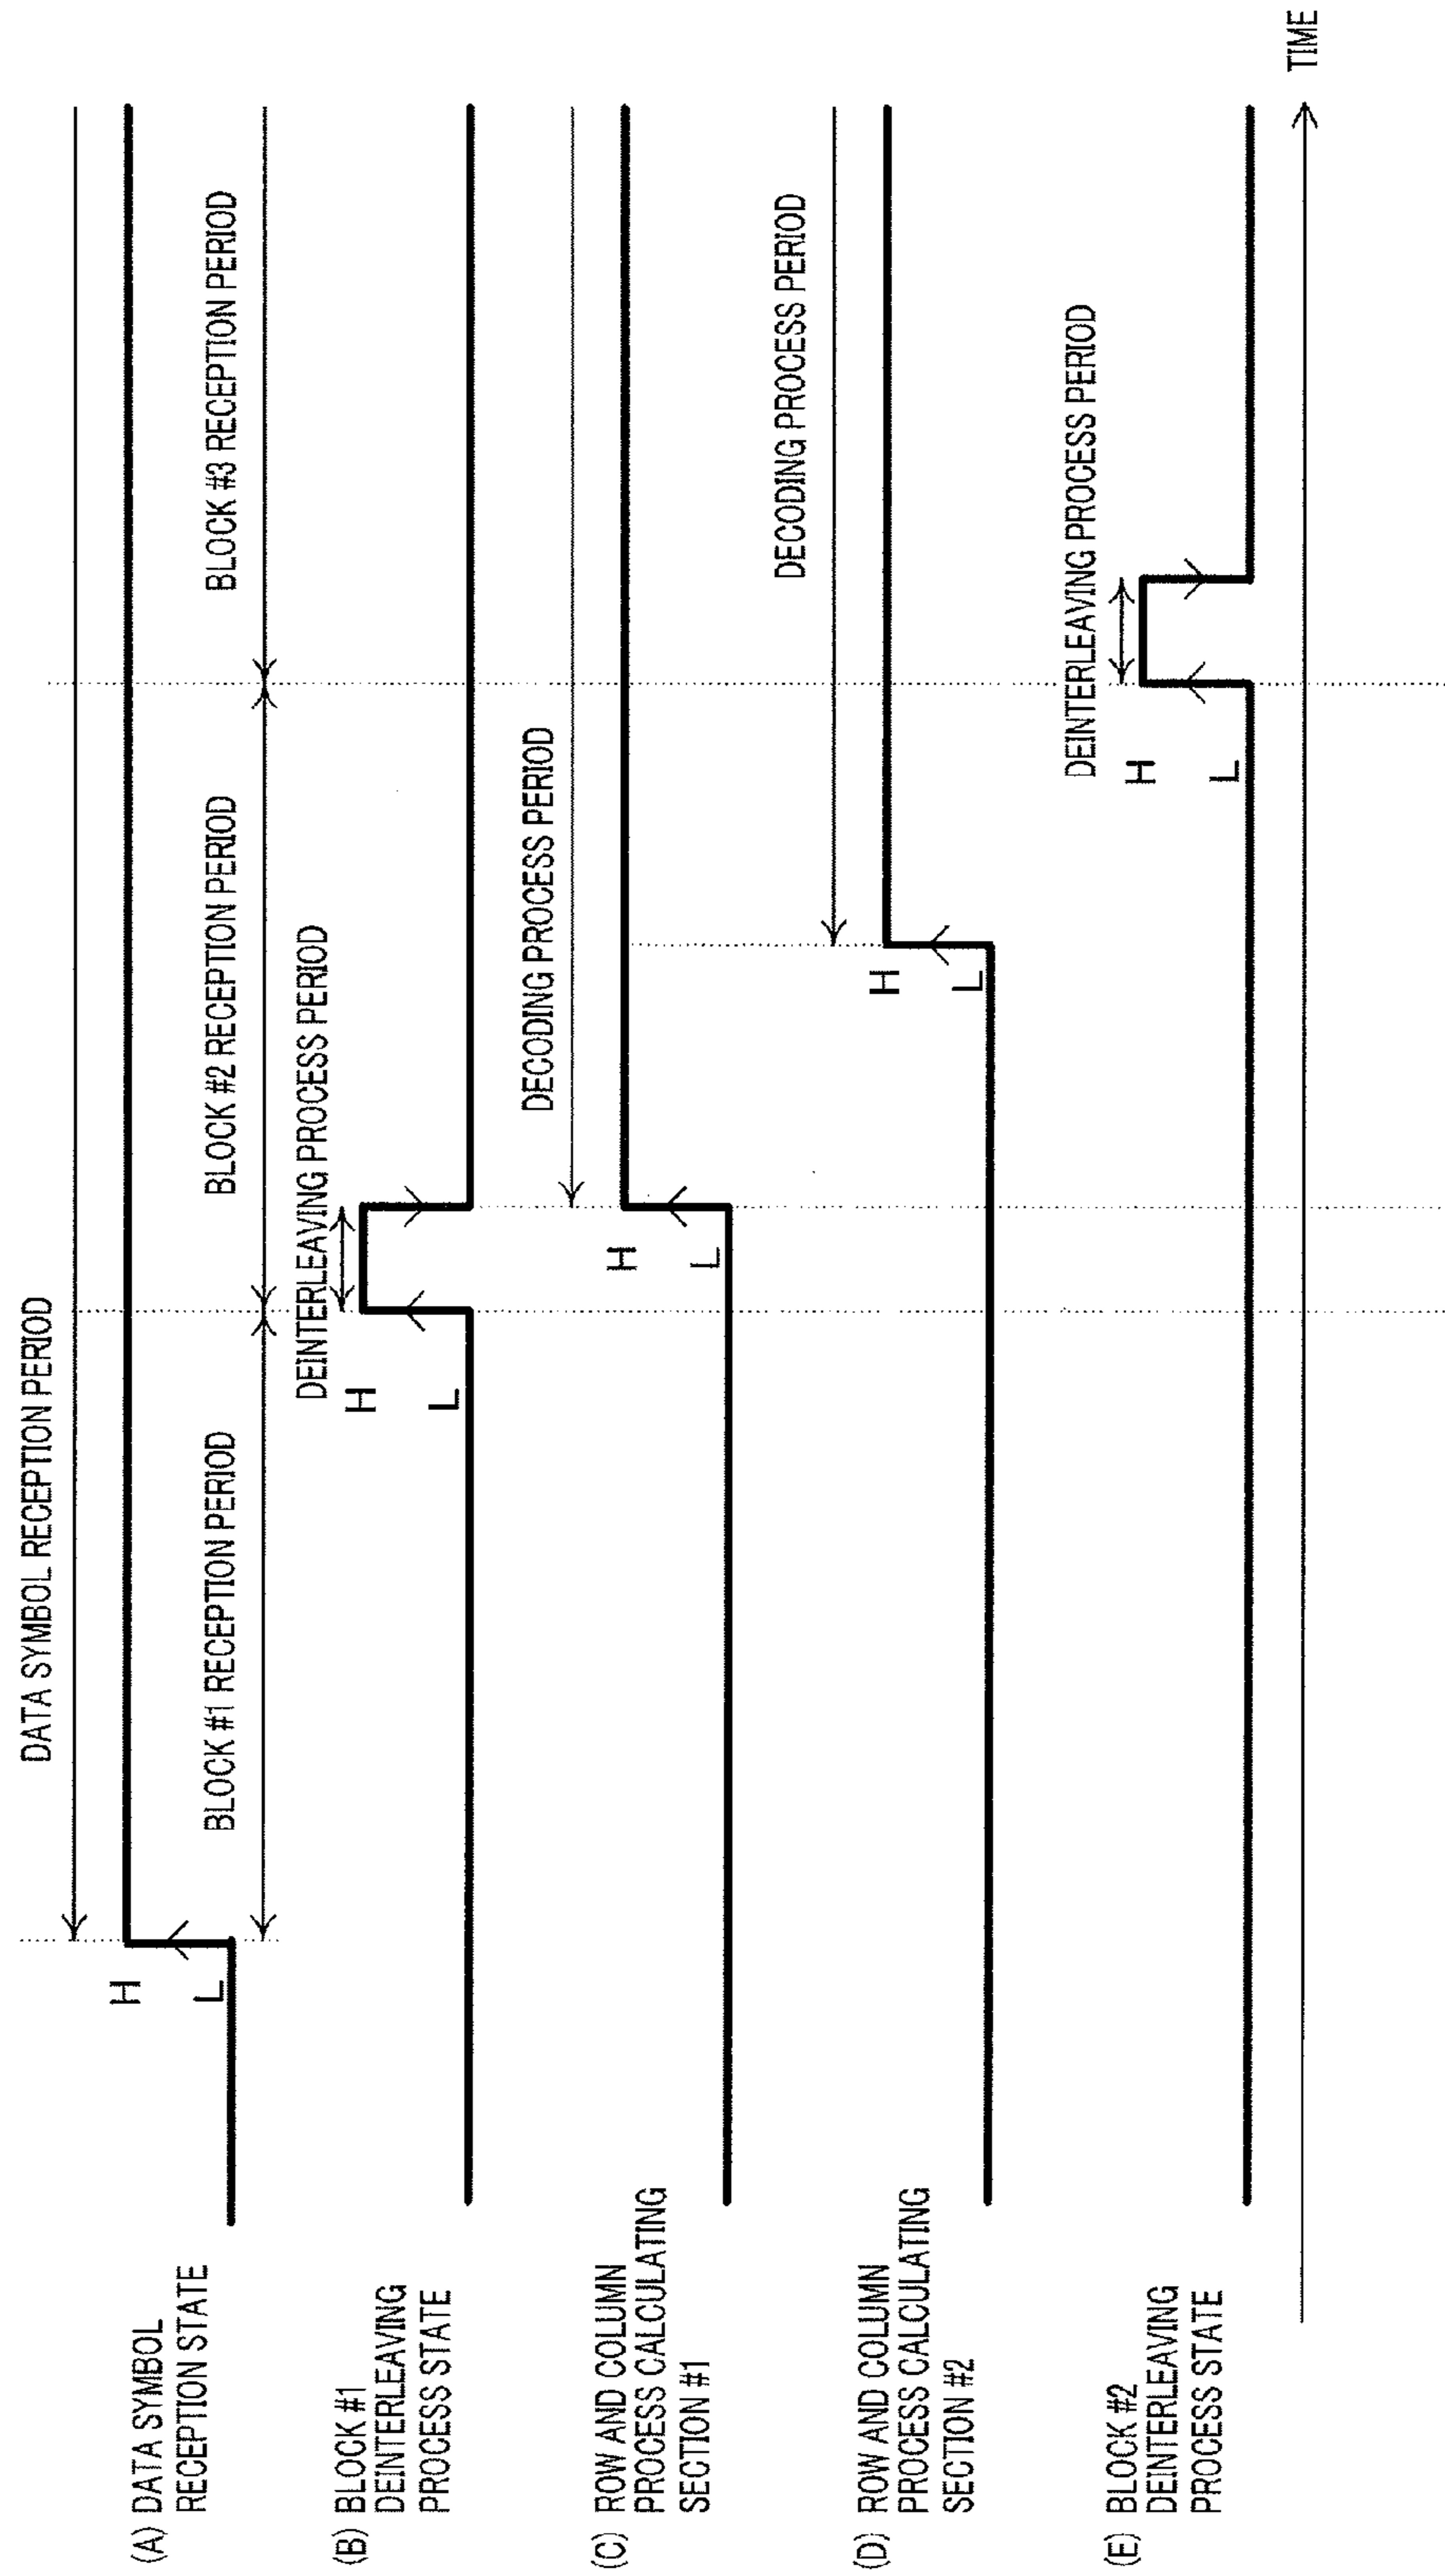 DATA SYMBOL RECEPTION PERIOD
(A) DATA SYMBOL
RECEPTION STATE
H
L
BLOCK #1 RECEPTION PERIOD
BLOCK #2 RECEPTION PERIOD
BLOCK #3 RECEPTION PERIOD
DEINTERLEAVING PROCESS PERIOD
(B) BLOCK #1
DEINTERLEAVING
PROCESS STATE
H
L
DECODING PROCESS PERIOD
(C) ROW AND COLUMN
PROCESS CALCULATING
SECTION #1
H
L
DECODING PROCESS PERIOD
(D) ROW AND COLUMN
PROCESS CALCULATING
SECTION #2
H
L
DEINTERLEAVING PROCESS PERIOD
(E) BLOCK #2
DEINTERLEAVING
PROCESS STATE
H
L
TIME